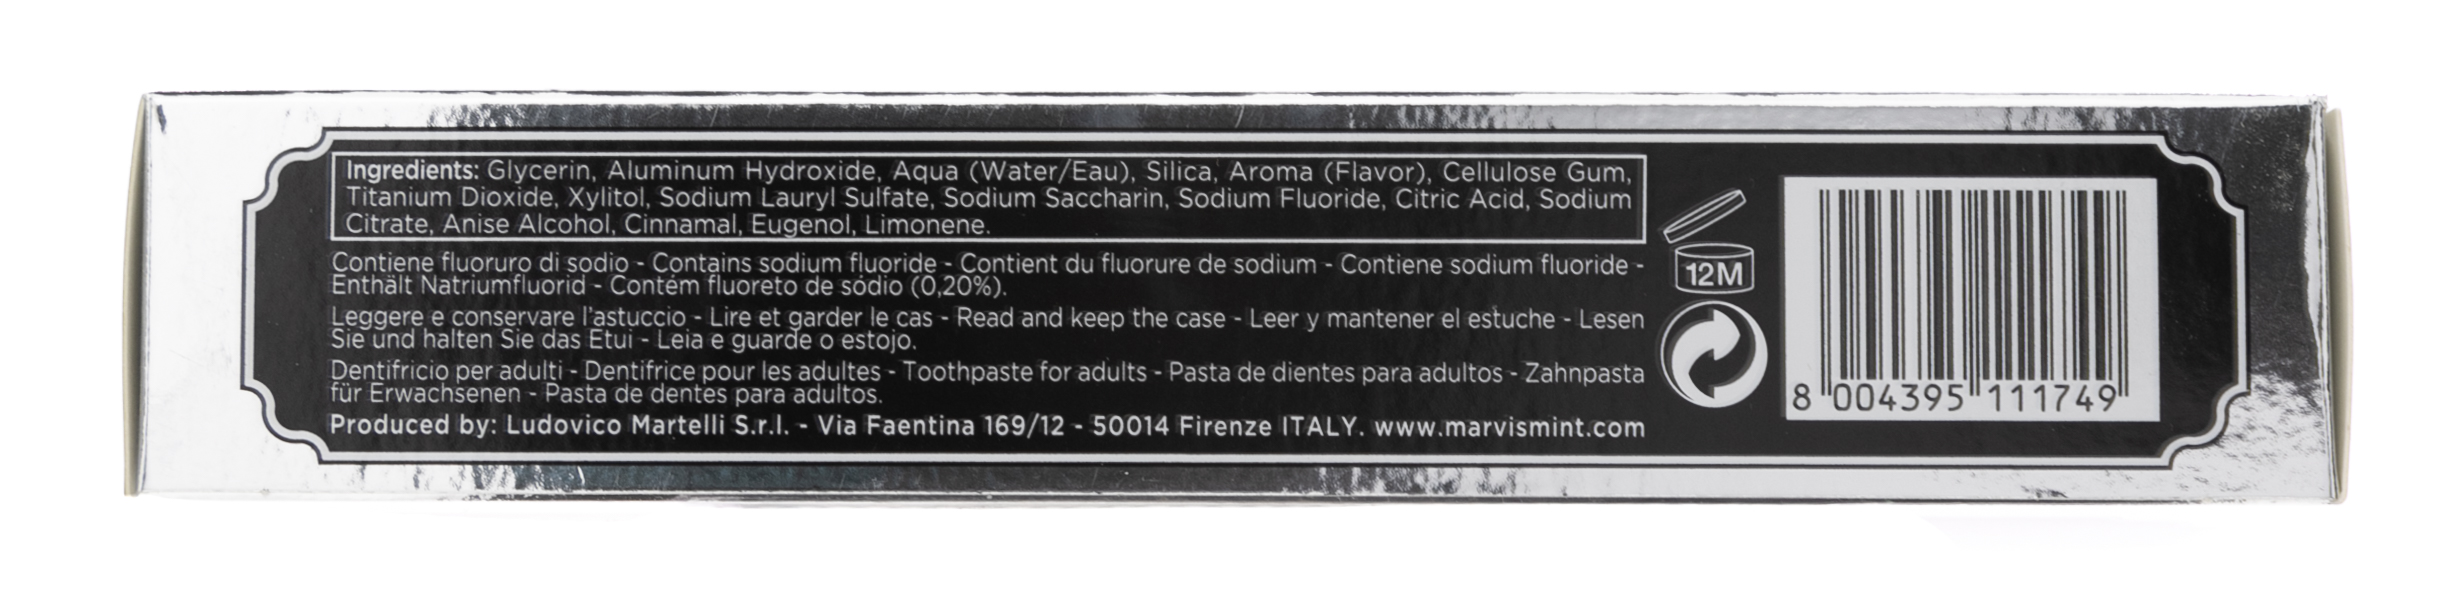 Ingredients: Glycerin, Aluminum Hydroxide, Aqua (Water/Eau), Silica, Aroma (Flavor), Cellulose Gum,
Titanium Dioxide, Xylitol, Sodium Lauryl Sulfate, Sodium Saccharin, Sodium Fluoride, Citric Acid, Sodium
Citrate, Anise Alcohol, Cinnamal, Eugenol, Limonene.
Contiene fluoruro di sodio - Contains sodium fluoride - Contient du fluorure de sodium - Contiene sodium fluoride -
Enthält Natriumfluorid - Contém fluoreto de sódio (0,20%).
Leggere e conservare l'astuccio - Lire et garder le cas - Read and keep the case - Leer y mantener el estuche - Lesen
Sie und halten Sie das Etui - Leia e guarde o estojo.
Dentifricio per adulti - Dentifrice pour les adultes - Toothpaste for adults - Pasta de dientes para adultos - Zahnpasta
für Erwachsenen - Pasta de dentes para adultos.
Produced by: Ludovico Martelli S.r.l. - Via Faentina 169/12 - 50014 Firenze ITALY. www.marvismint.com
12M
8 004395 111749